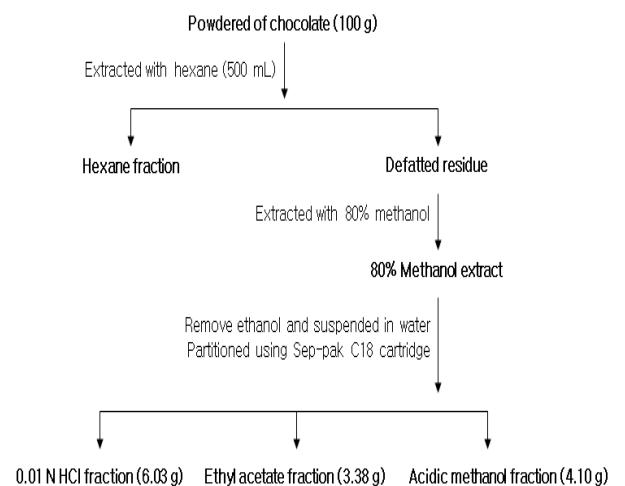 Powdered of chocolate (100 g)
Extracted with hexane (500 mL)
Hexane fraction
Defatted residue
Extracted with 80% methanol
80% Methanol extract
Remove ethanol and suspended in water
Partitioned using Sep-pak C18 cartridge
0.01 N HCl fraction (6.03 g)
Ethyl acetate fraction (3.38 g)
Acidic methanol fraction (4.10 g)